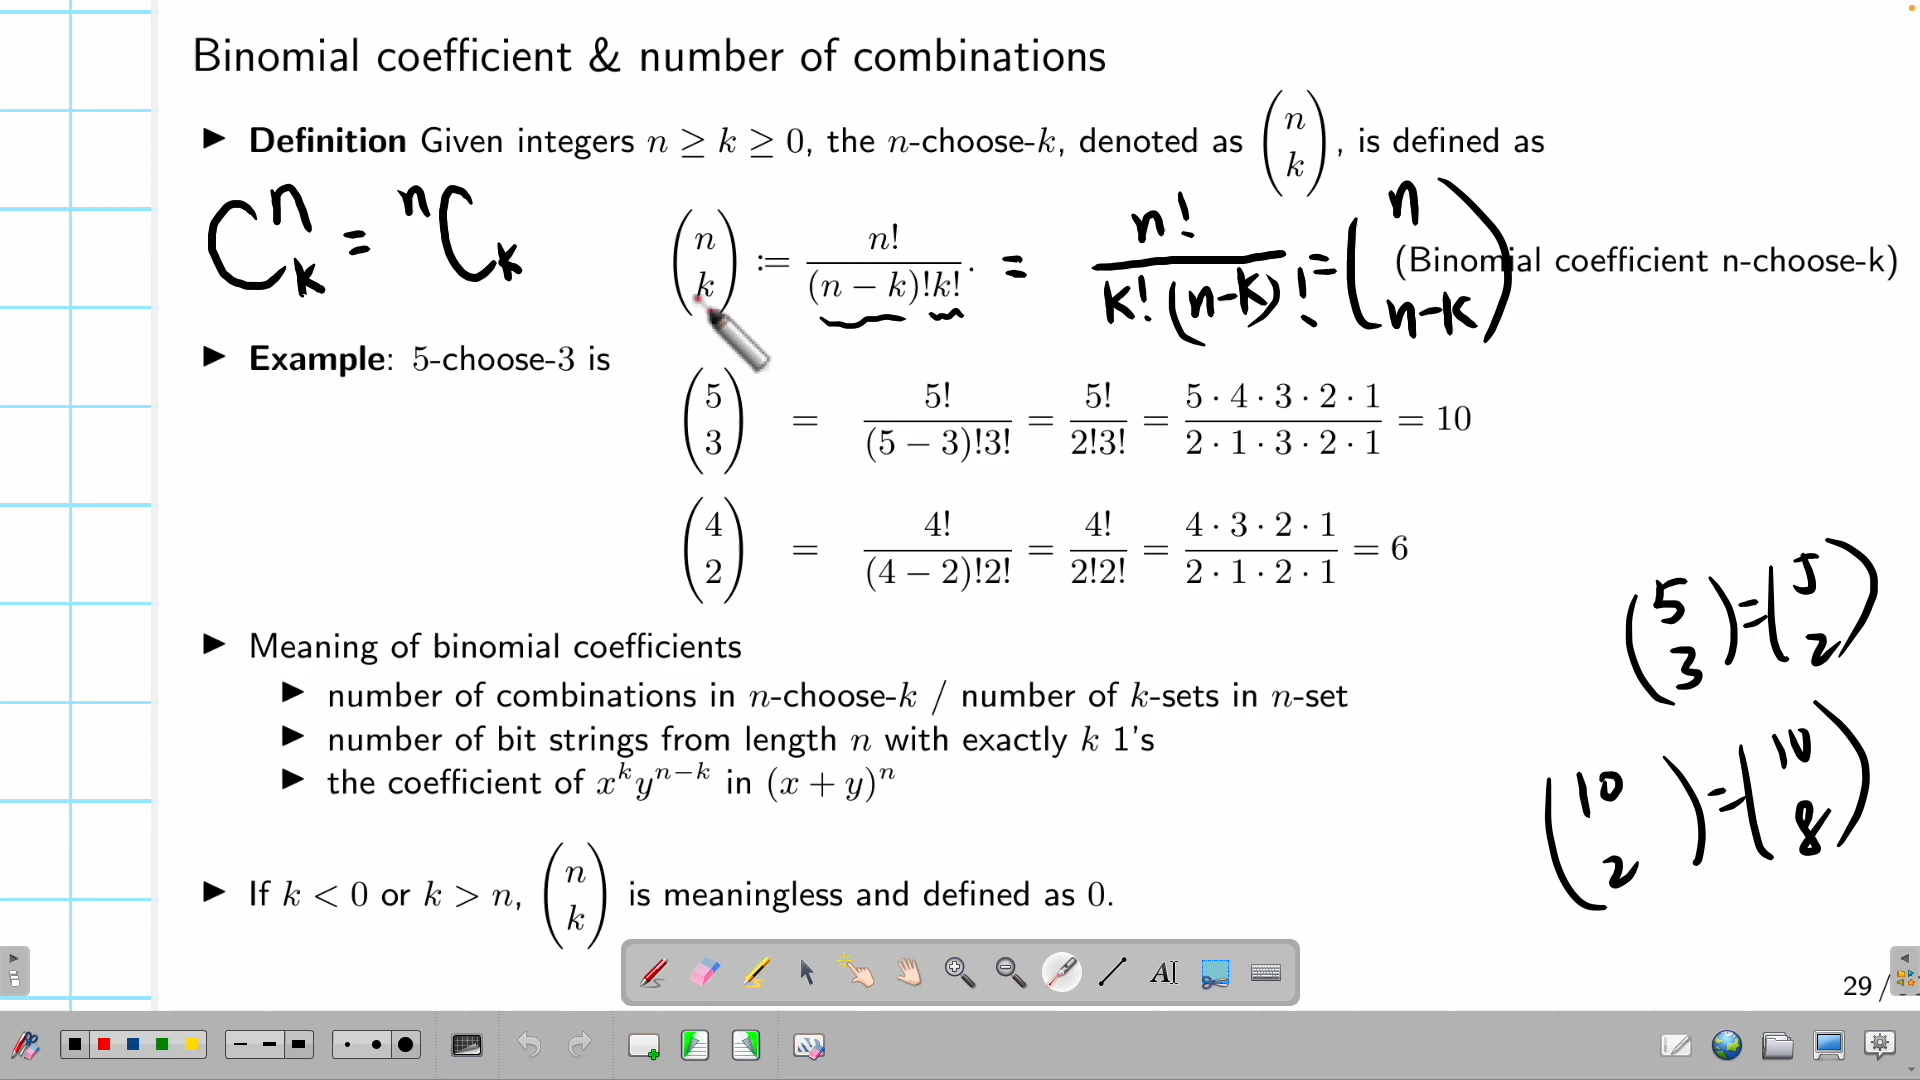 Binomial coefficient & number of combinations
▶ Definition Given integers n ≥ k ≥ 0, the n-choose-k, denoted as (n k), is defined as
C^n_k = ^nC_k
(n k) := n! / (n − k)!k!. = n! / k!(n-k)! = (n n-k) (Binomial coefficient n-choose-k)
▶ Example: 5-choose-3 is
(5 3) = 5! / (5 − 3)!3! = 5! / 2!3! = 5 · 4 · 3 · 2 · 1 / 2 · 1 · 3 · 2 · 1 = 10
(4 2) = 4! / (4 − 2)!2! = 4! / 2!2! = 4 · 3 · 2 · 1 / 2 · 1 · 2 · 1 = 6
(5 3) = (5 2)
▶ Meaning of binomial coefficients
▶ number of combinations in n-choose-k / number of k-sets in n-set
▶ number of bit strings from length n with exactly k 1's
▶ the coefficient of x^k y^{n−k} in (x + y)^n
(10 2) = (10 8)
▶ If k < 0 or k > n, (n k) is meaningless and defined as 0.
AI
29 /